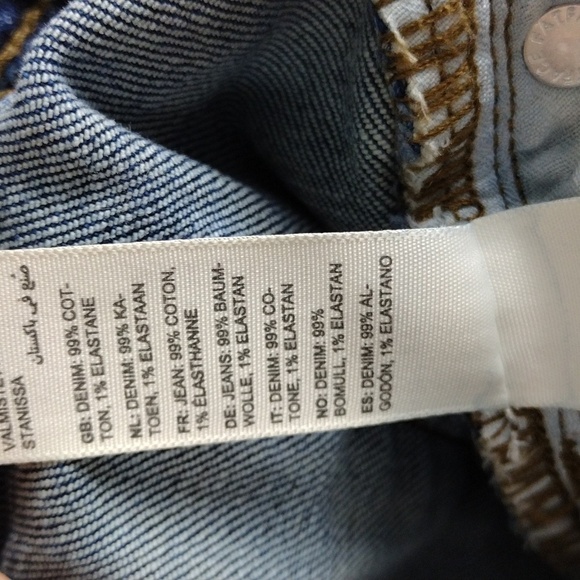 VALMISTET
STANISSA
صنع في باكستان
GB: DENIM: 99% COT-
TON, 1% ELASTANE
NL: DENIM: 99% KA-
TOEN, 1% ELASTAAN
FR: JEAN: 99% COTON,
1% ÉLASTHANNE
DE: JEANS: 99% BAUM-
WOLLE, 1% ELASTAN
IT: DENIM: 99% CO-
TONE, 1% ELASTAN
NO: DENIM: 99%
BOMULL, 1% ELASTAN
ES: DENIM: 99% AL-
GODÓN, 1% ELASTANO